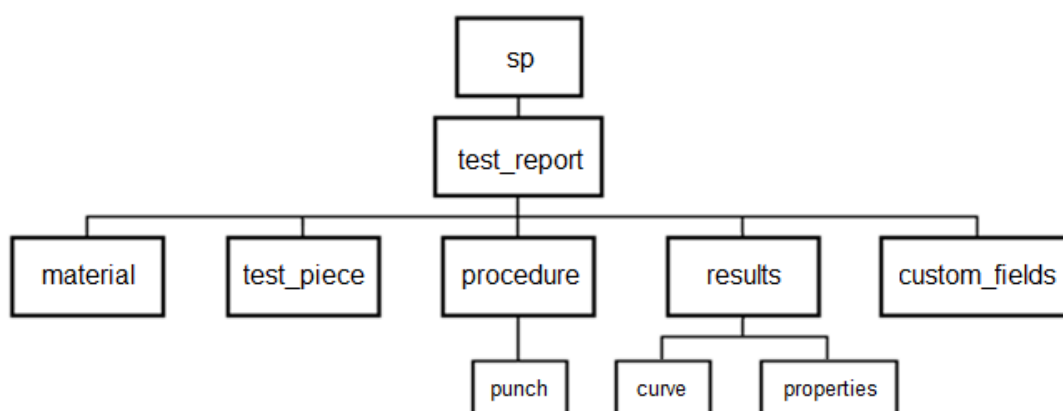 sp
test_report
material
test_piece
procedure
results
custom_fields
punch
curve
properties